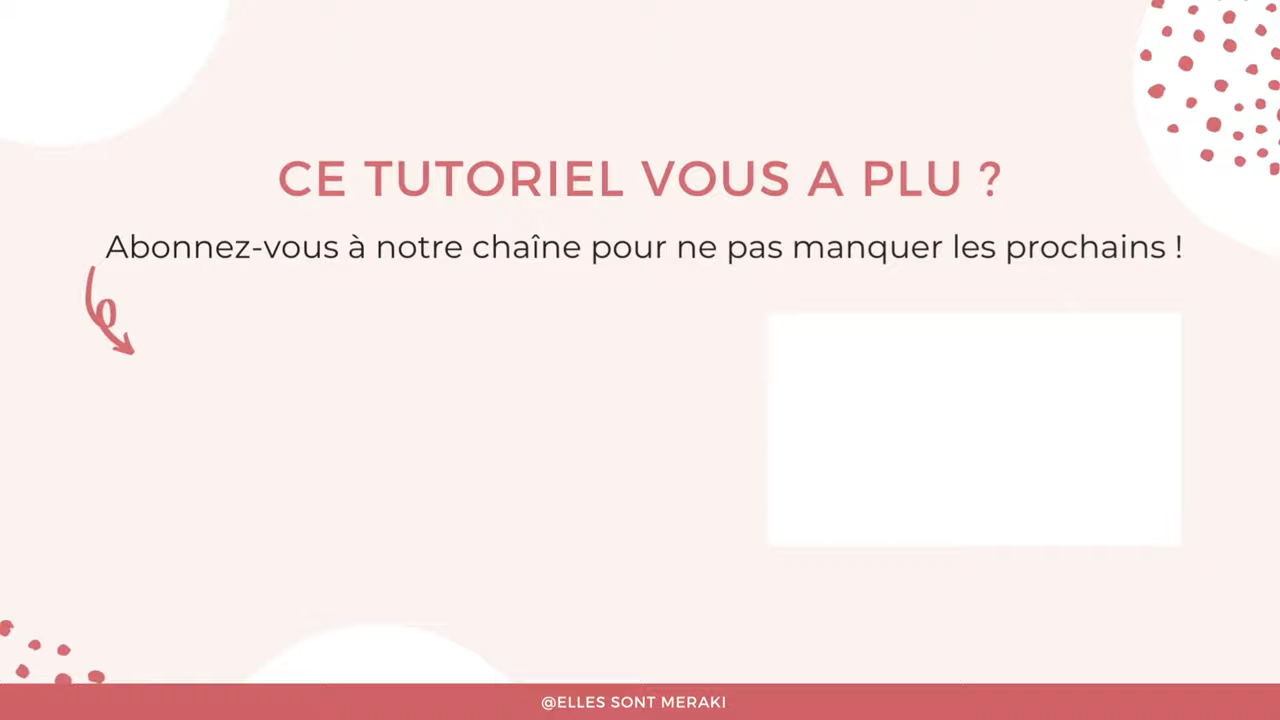 CE TUTORIEL VOUS A PLU ?
Abonnez-vous à notre chaîne pour ne pas manquer les prochains !
@ELLES SONT MERAKI